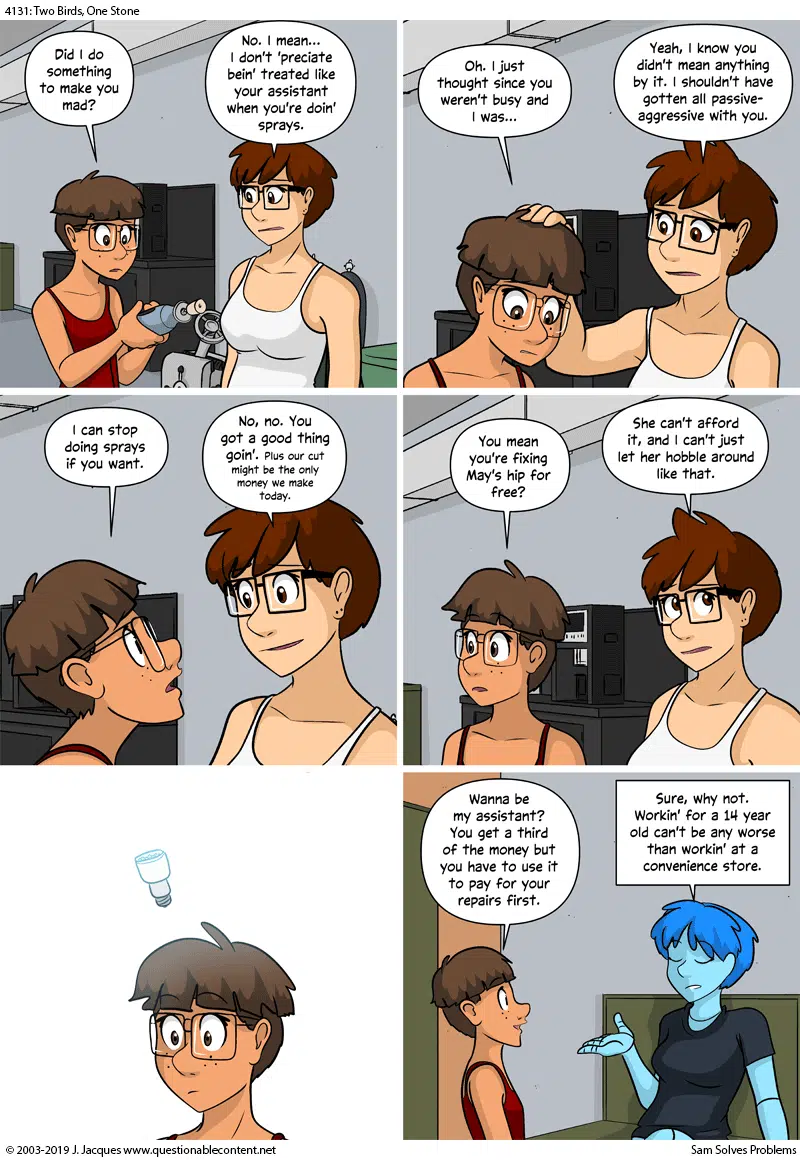 4131: Two Birds, One Stone
Did I do
something
to make you
mad?
No. I mean...
I don't 'preciate
bein' treated like
your assistant
when you're doin'
sprays.
Oh. I just
thought since you
weren't busy and
I was...
Yeah, I know you
didn't mean anything
by it. I shouldn't have
gotten all passive-
aggressive with you.
I can stop
doing sprays
if you want.
No, no. You
got a good thing
goin'. Plus our cut
might be the only
money we make
today.
You mean
you're fixing
May's hip for
free?
She can't afford
it, and I can't just
let her hobble around
like that.
Wanna be
my assistant?
You get a third
of the money but
you have to use it
to pay for your
repairs first.
Sure, why not.
Workin' for a 14 year
old can't be any worse
than workin' at a
convenience store.
© 2003-2019 J. Jacques www.questionablecontent.net
Sam Solves Problems